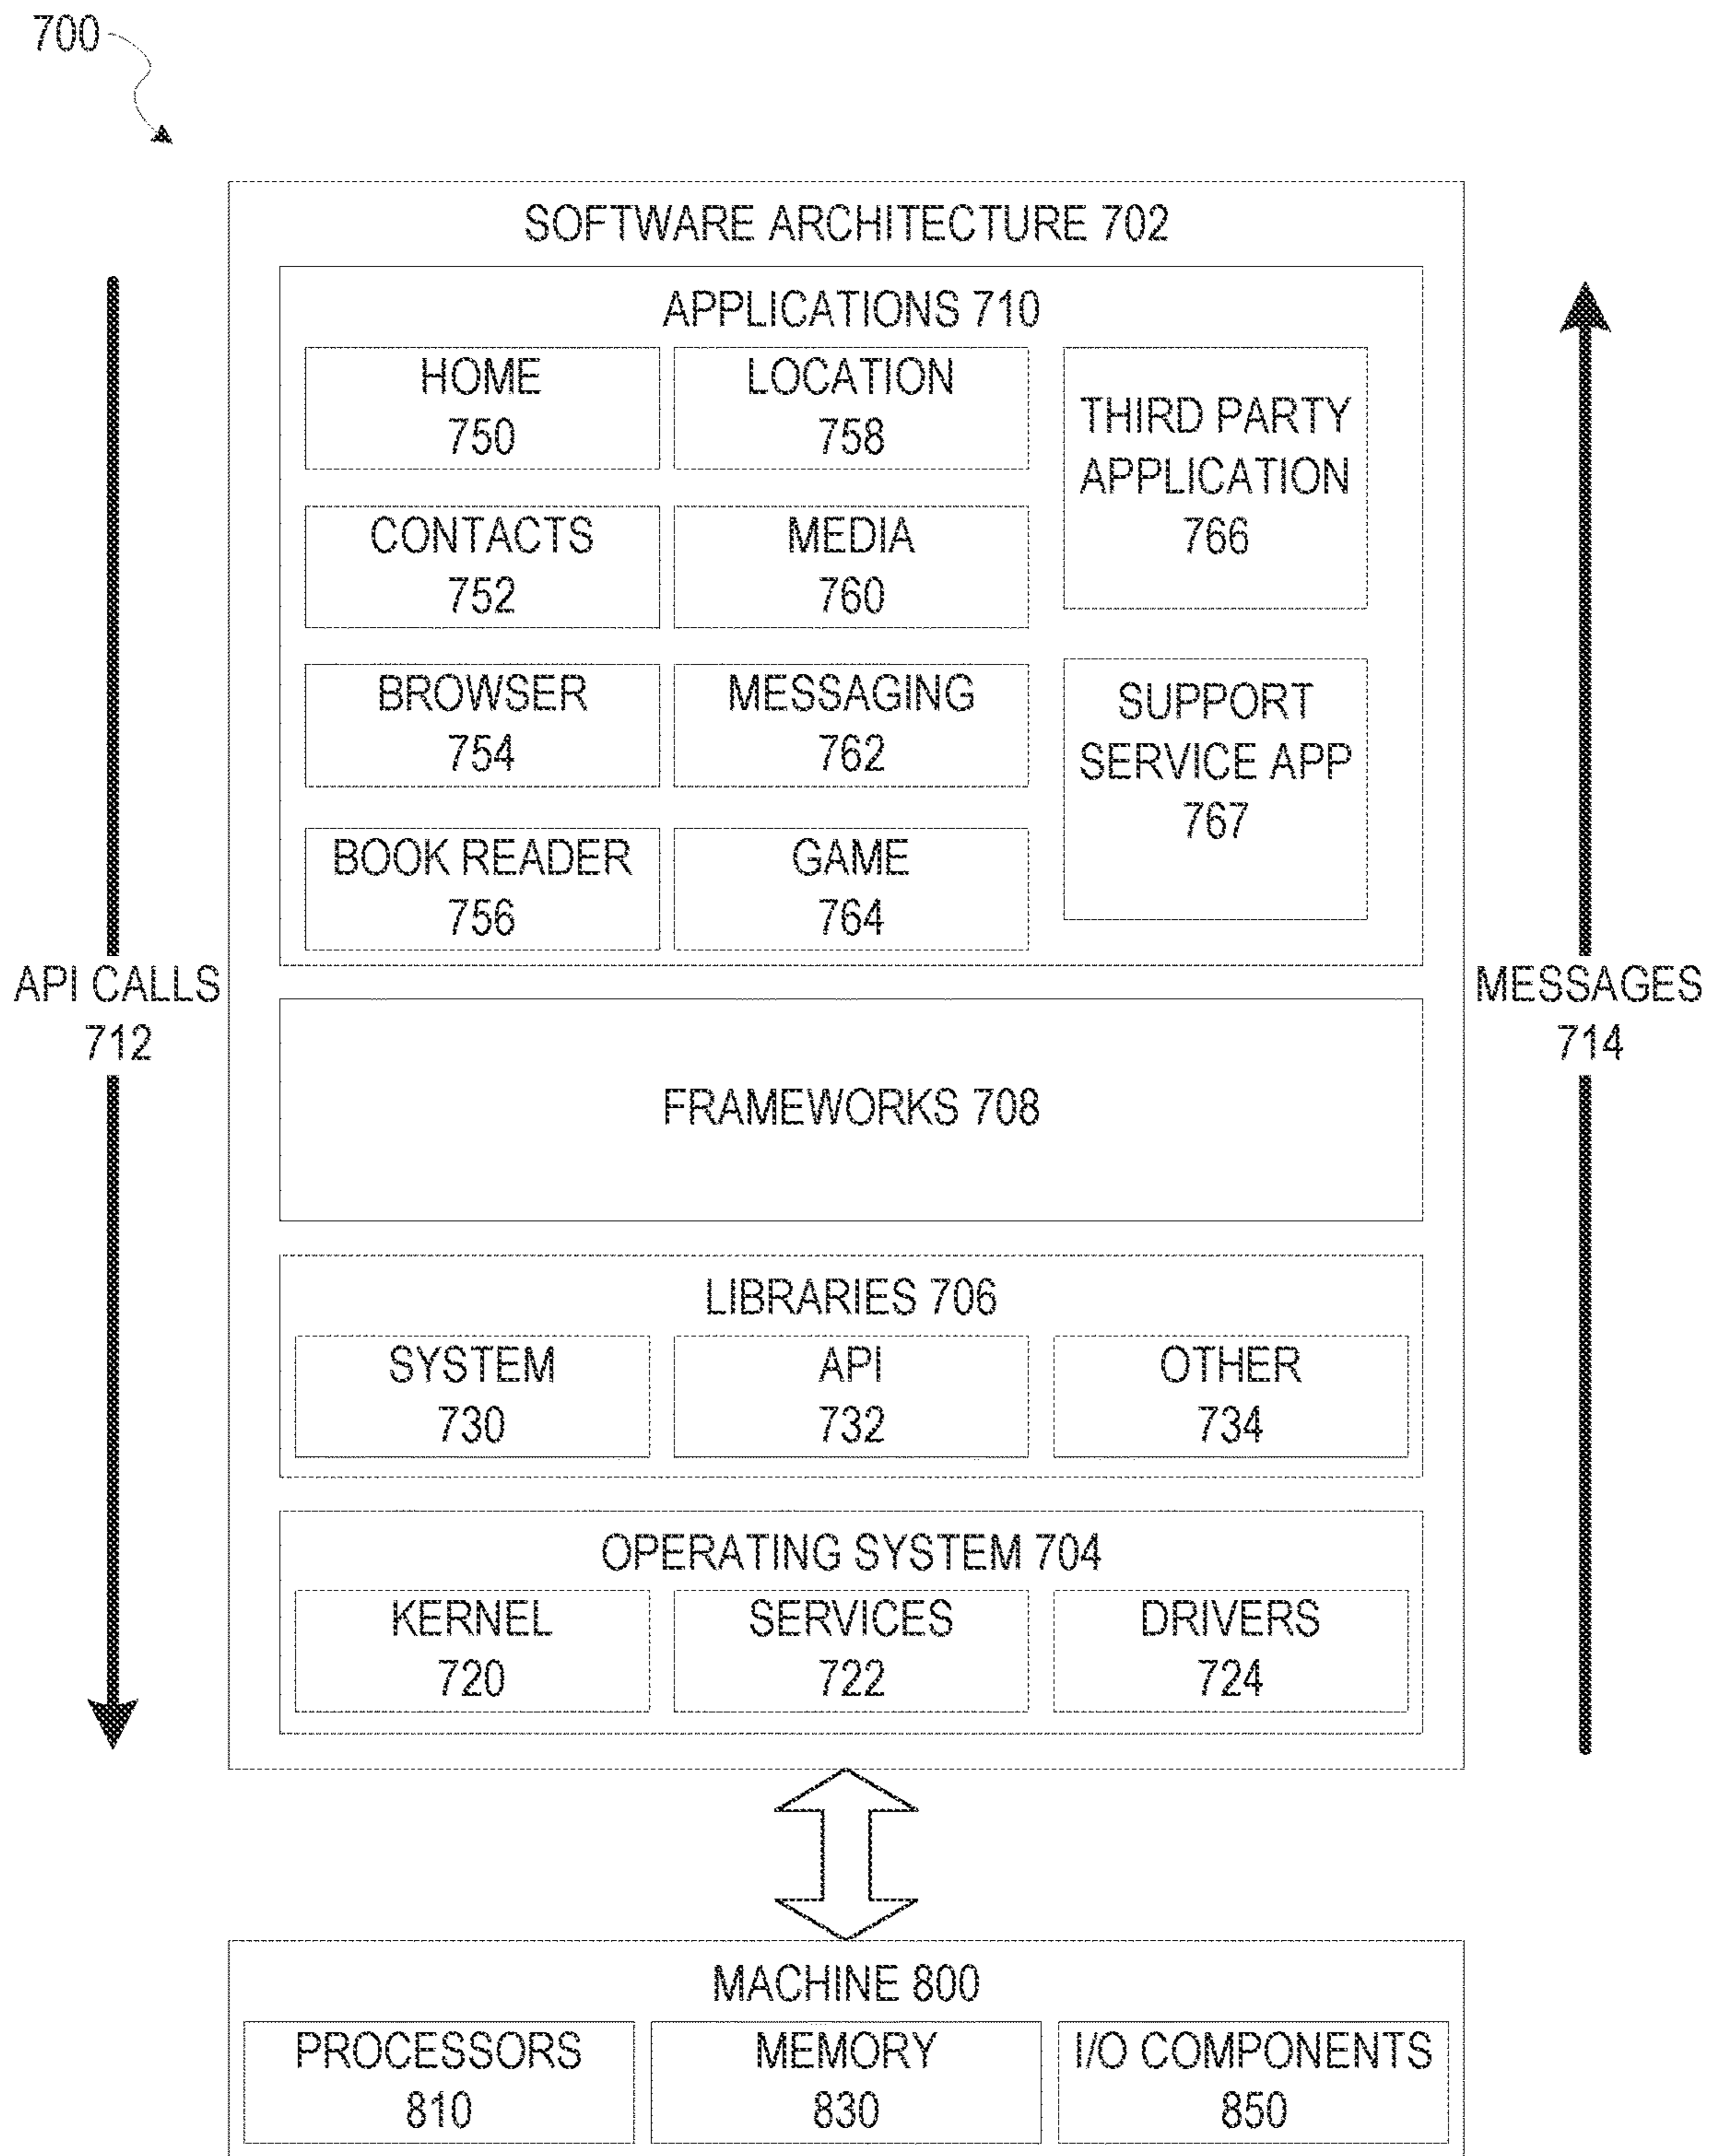 700
SOFTWARE ARCHITECTURE 702
APPLICATIONS 710
HOME
750
LOCATION
758
THIRD PARTY
APPLICATION
766
CONTACTS
752
MEDIA
760
BROWSER
754
MESSAGING
762
SUPPORT
SERVICE APP
767
BOOK READER
756
GAME
764
API CALLS
712
MESSAGES
714
FRAMEWORKS 708
LIBRARIES 706
SYSTEM
730
API
732
OTHER
734
OPERATING SYSTEM 704
KERNEL
720
SERVICES
722
DRIVERS
724
MACHINE 800
PROCESSORS
810
MEMORY
830
I/O COMPONENTS
850